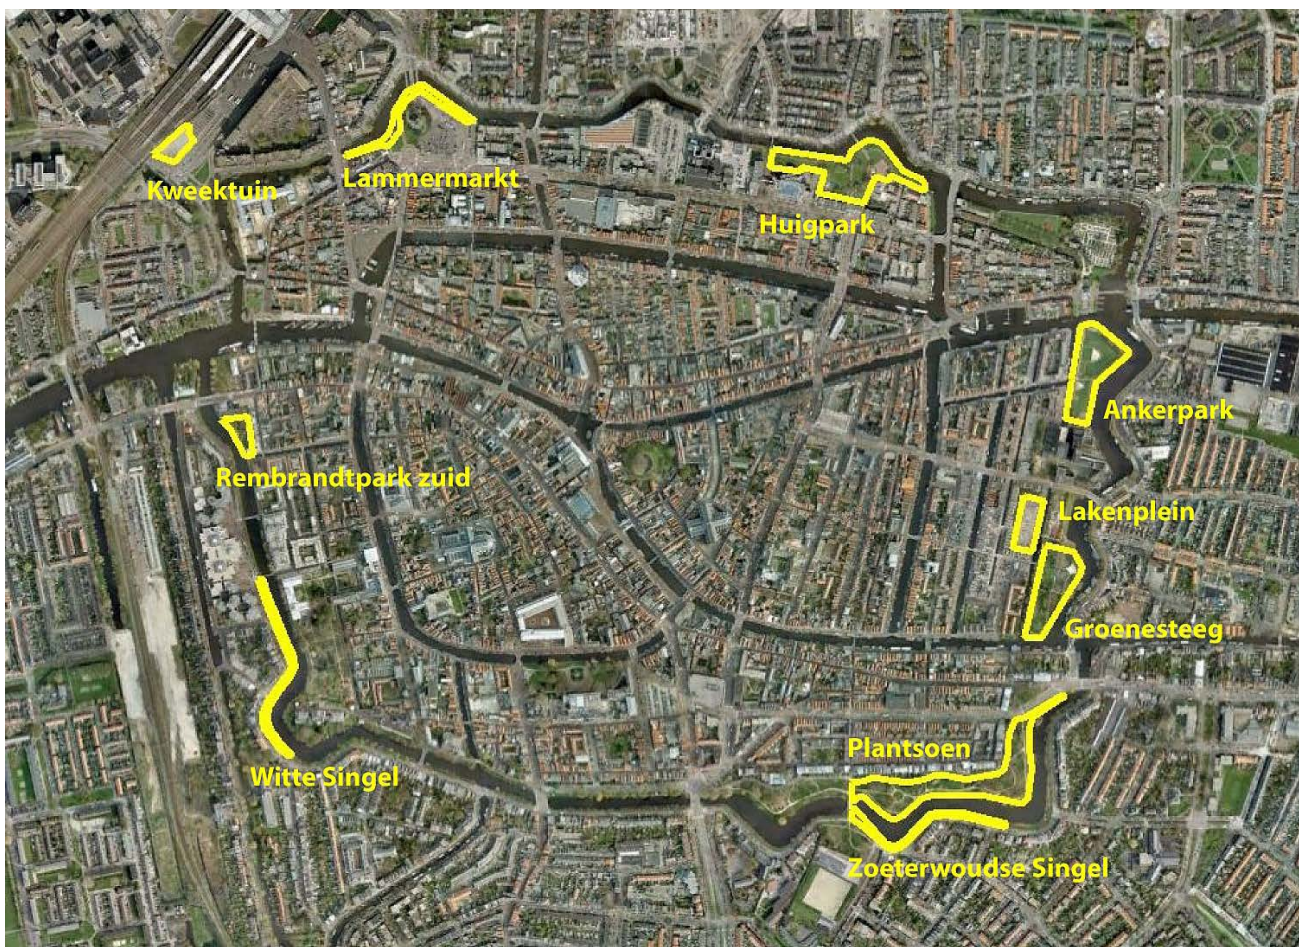 Kweektuin
Lammermarkt
Huigpark
Ankerpark
Rembrandtpark zuid
Lakenplein
Groenesteeg
Plantsoen
Witte Singel
Zoeterwoudse Singel